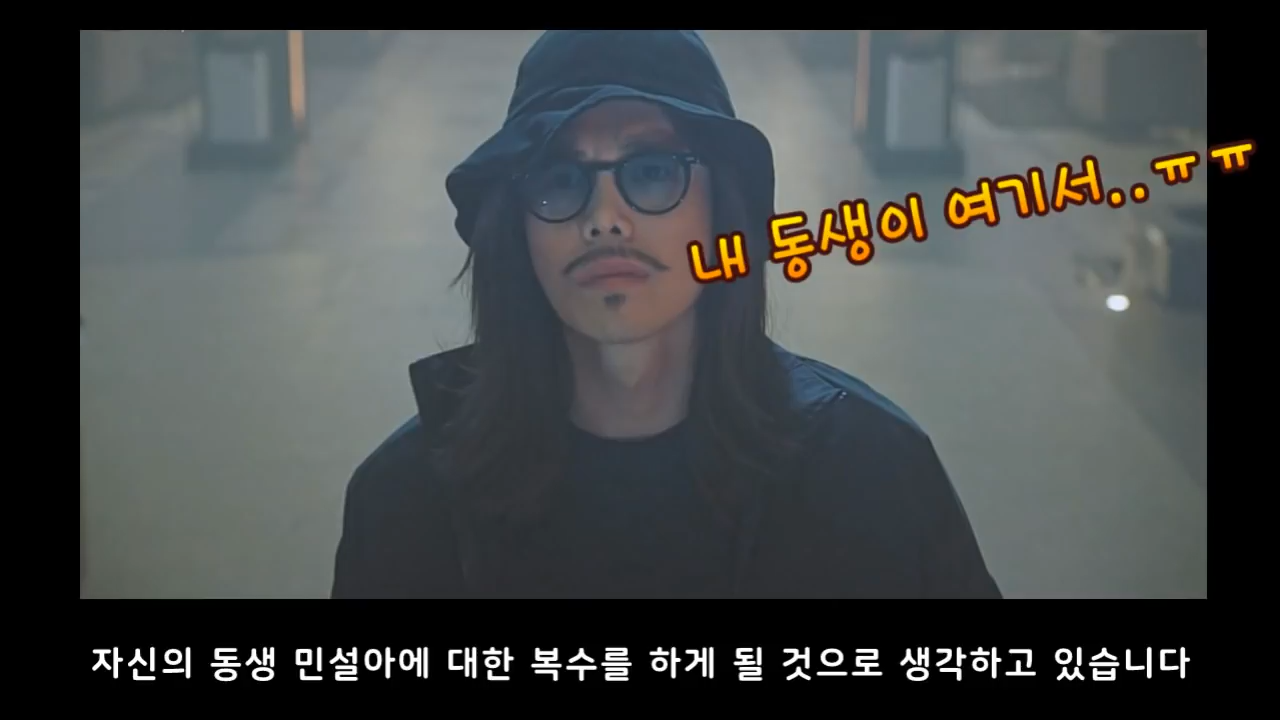 내 동생이 여기서..ㅠㅠ
자신의 동생 민설아에 대한 복수를 하게 될 것으로 생각하고 있습니다